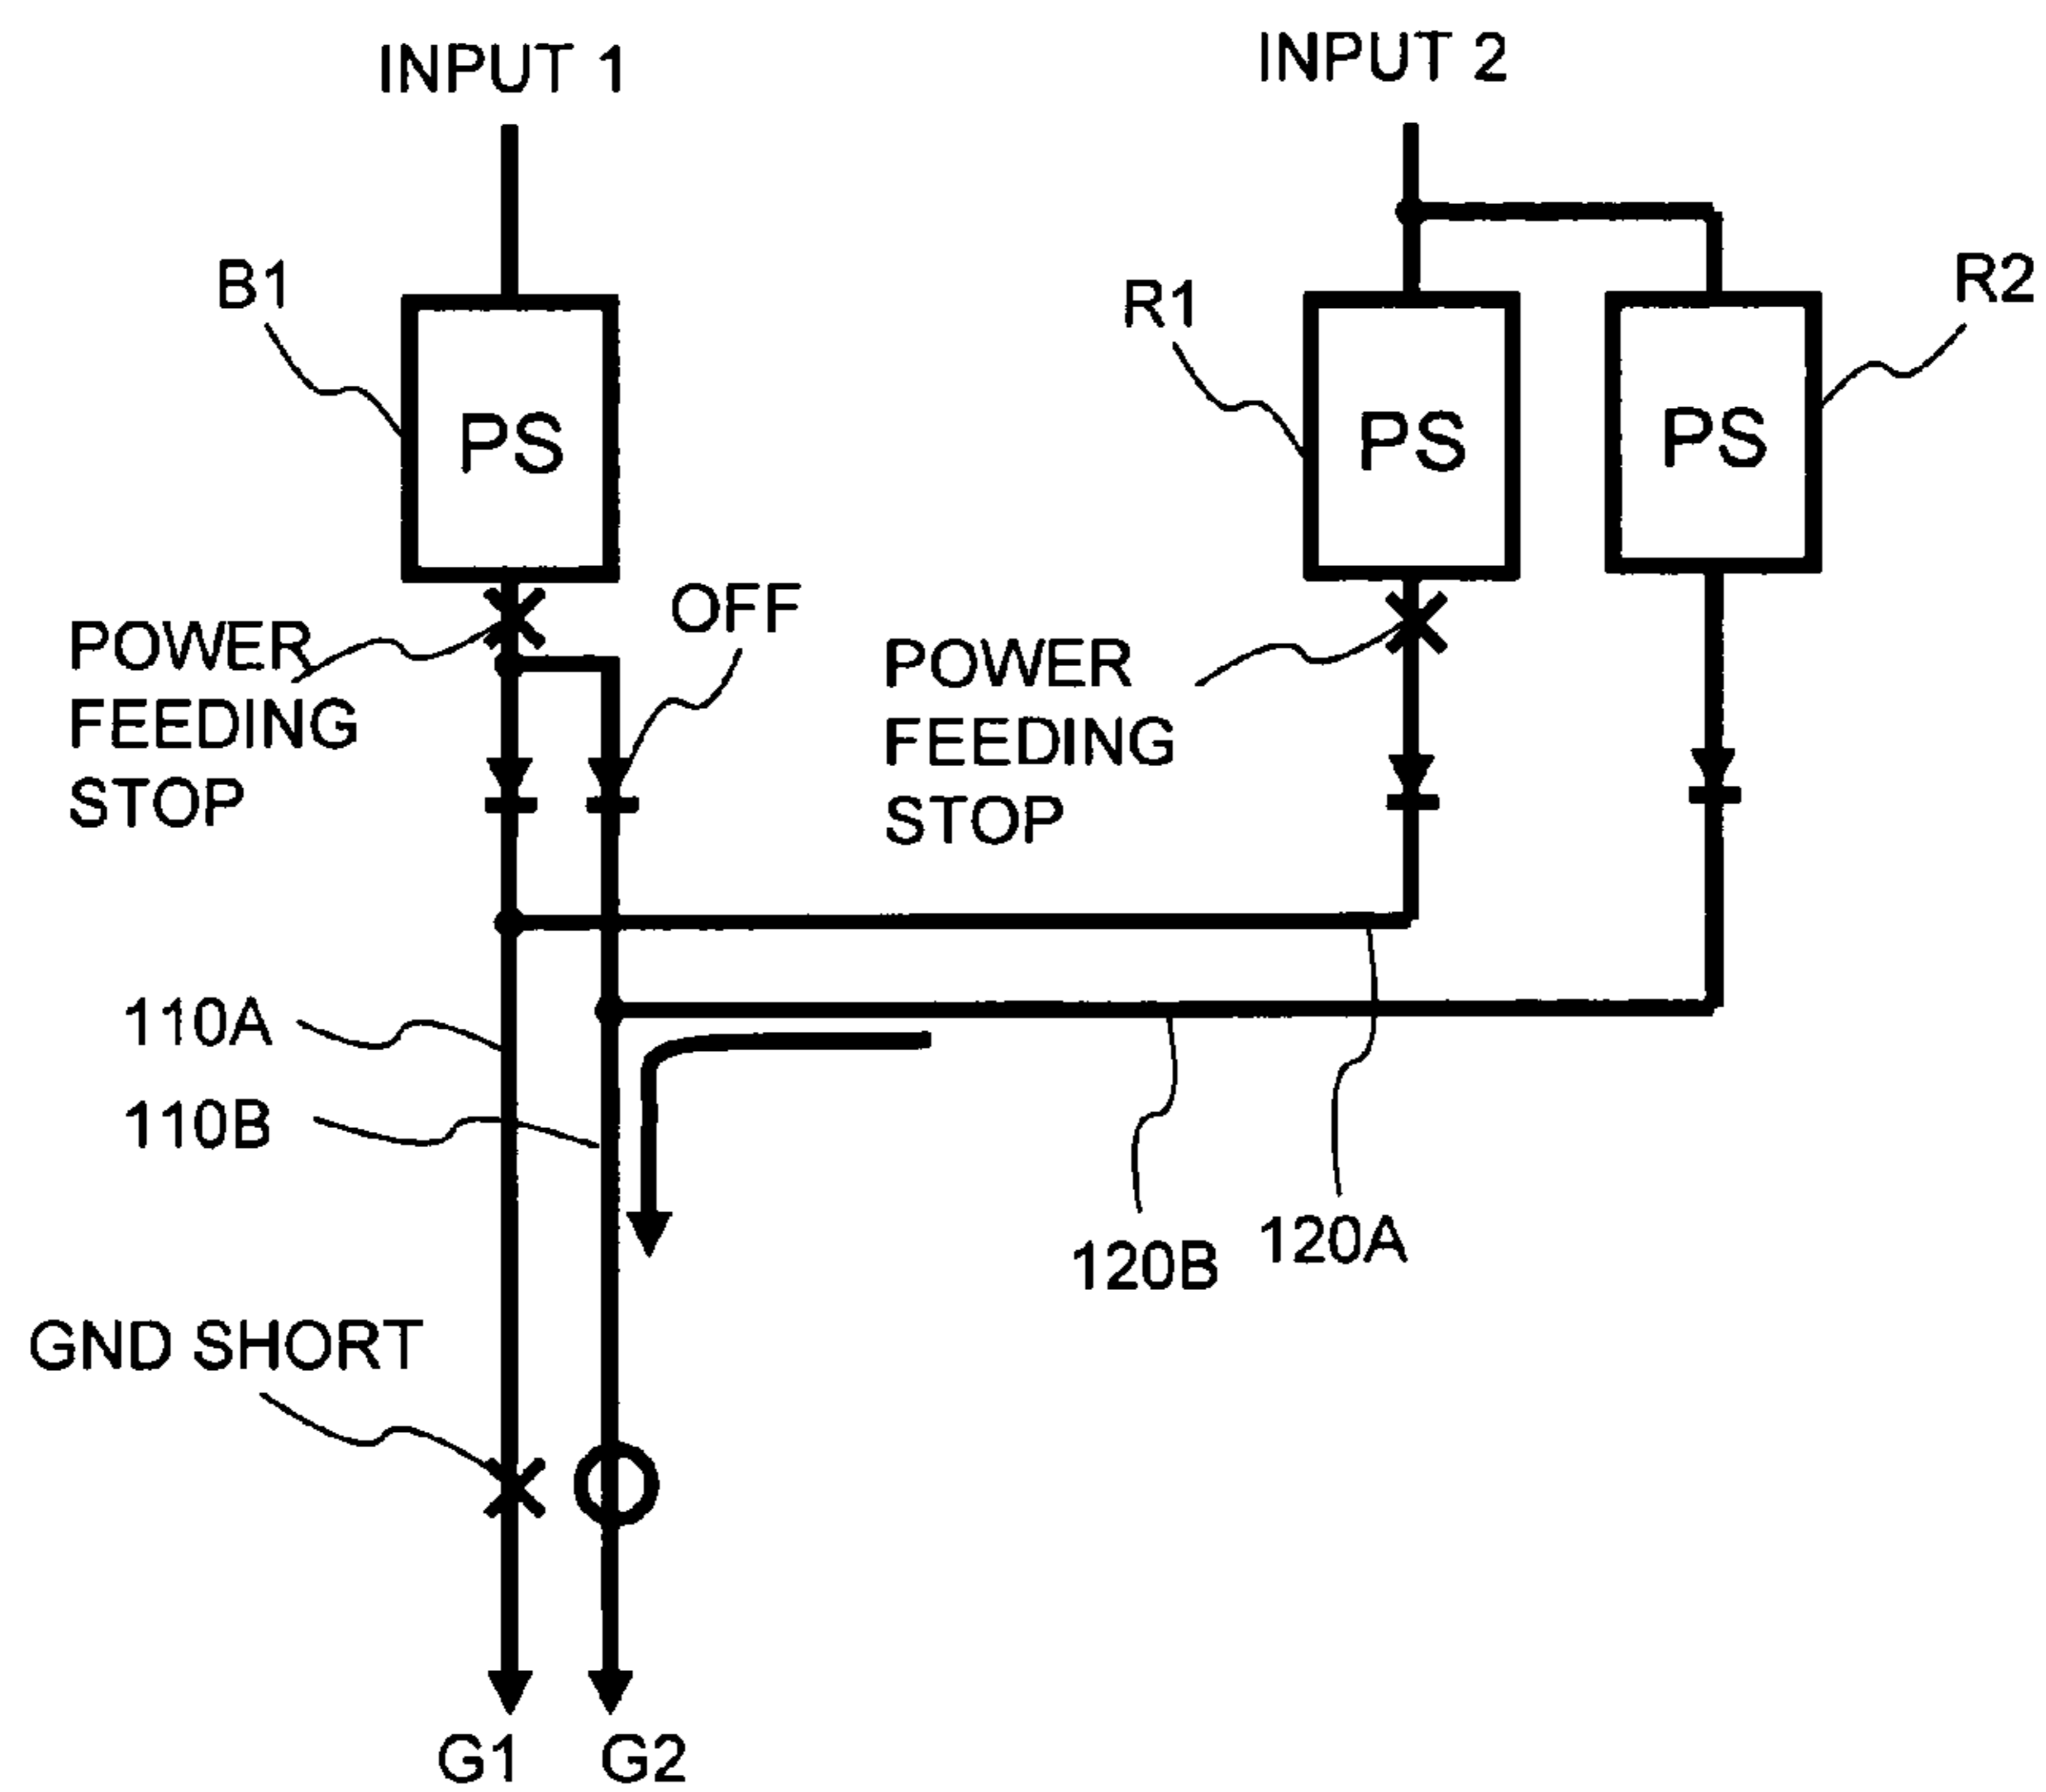 INPUT 1
INPUT 2
B1
R1
R2
PS
PS
PS
OFF
POWER
FEEDING
STOP
POWER
FEEDING
STOP
110A
110B
120B
120A
GND SHORT
G1
G2